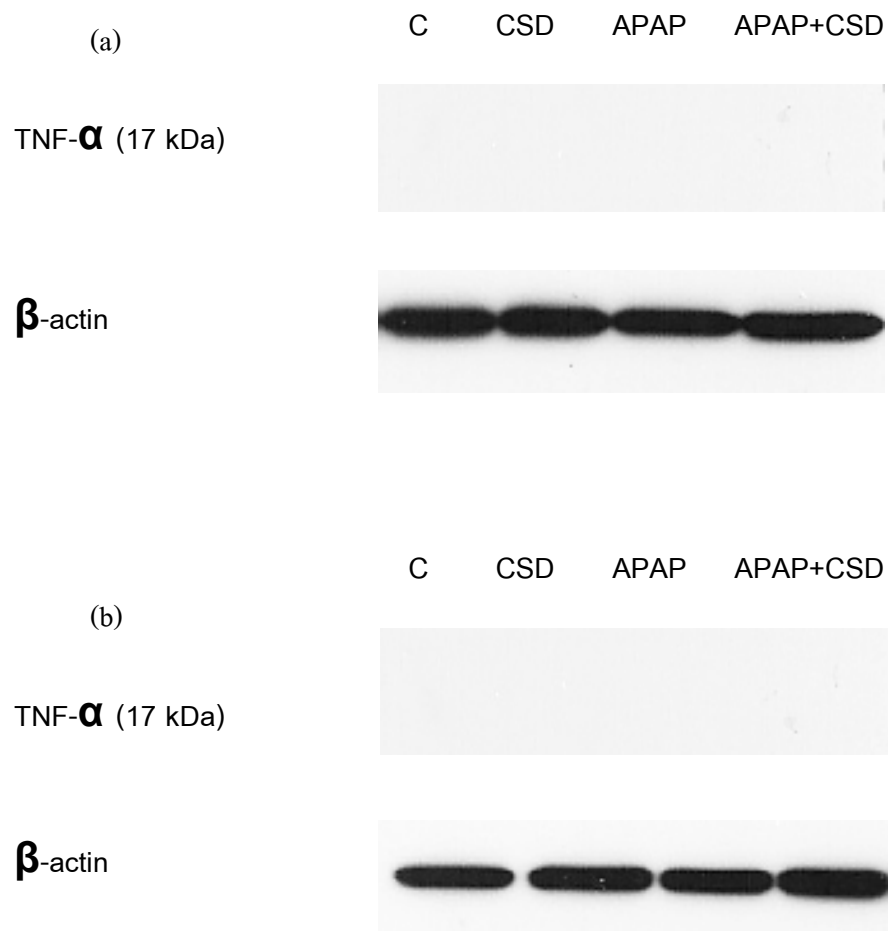 C CSD APAP APAP+CSD
(a)
TNF-α (17 kDa)
β-actin
C CSD APAP APAP+CSD
(b)
TNF-α (17 kDa)
β-actin